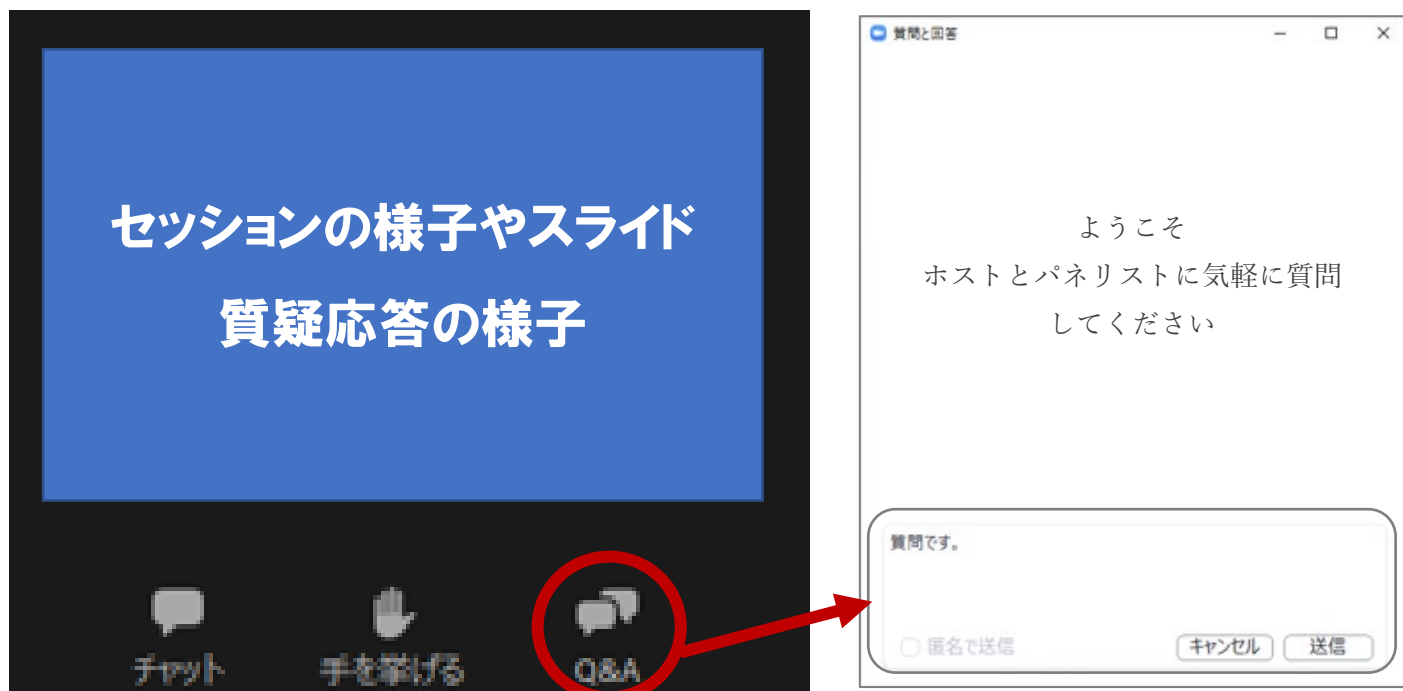 セッションの様子やスライド
質疑応答の様子
チャット
手を挙げる
Q&A
質問と回答
ようこそ
ホストとパネリストに気軽に質問
してください
質問です。
匿名で送信
キャンセル
送信